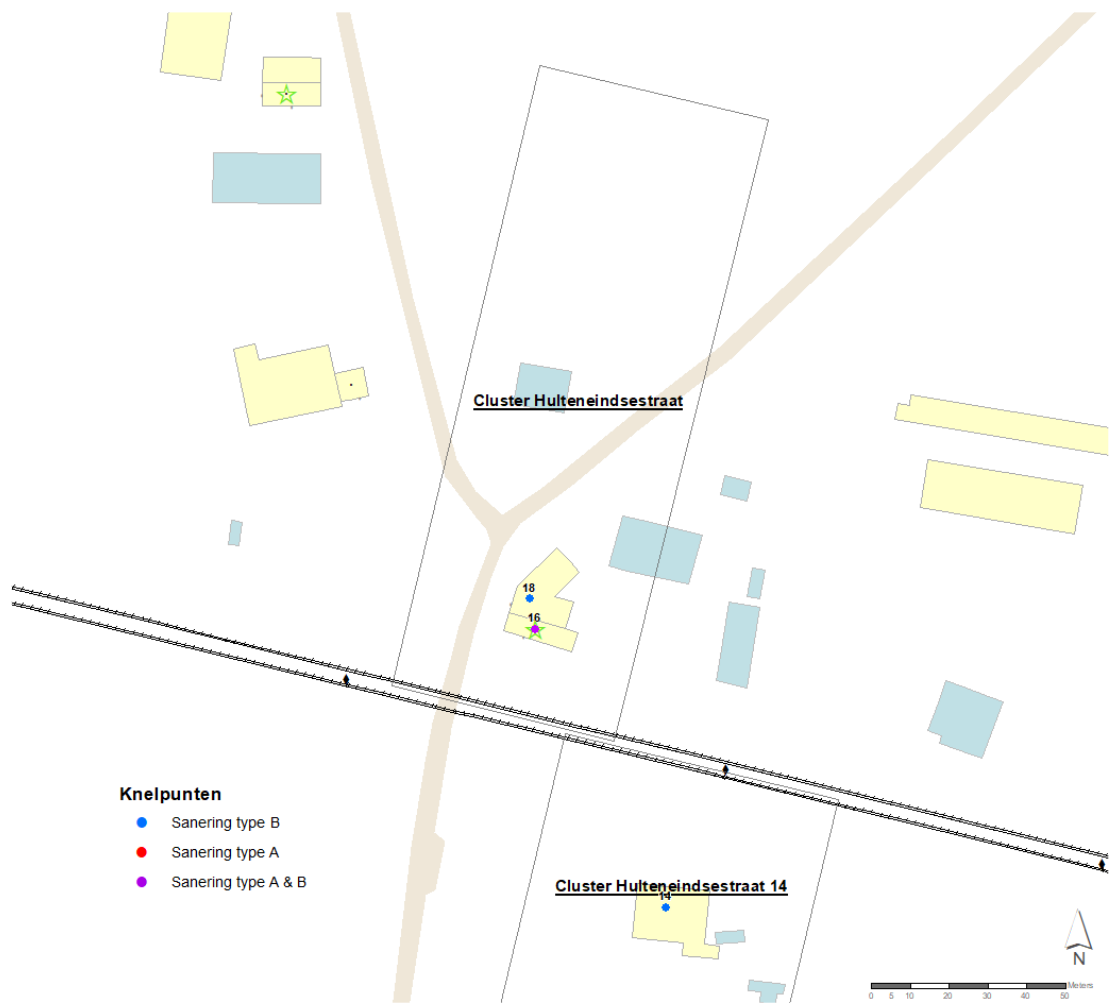 Cluster Hulteneindsestraat
18
16
Knelpunten
Sanering type B
Sanering type A
Sanering type A & B
Cluster Hulteneindsestraat 14
14
N
Meters
0 5 10 20 30 40 50